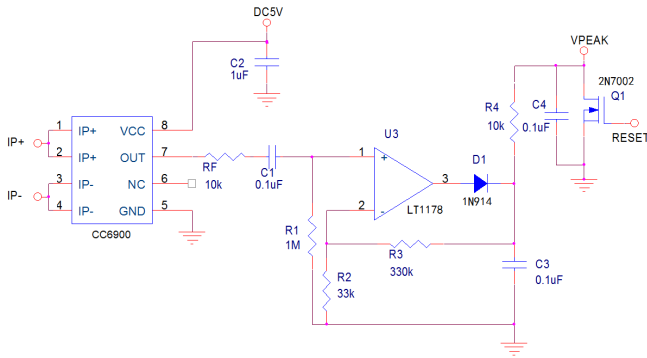 DC5V
VPEAK
C2
1uF
2N7002
Q1
R4
10k
C4
0.1uF
RESET
IP+
IP-
1 IP+ VCC 8
2 IP+ OUT 7
3 IP- NC 6
4 IP- GND 5
CC6900
RF
10k
C1
0.1uF
U3
1
+
2
-
3
LT1178
D1
1N914
R1
1M
R2
33k
R3
330k
C3
0.1uF